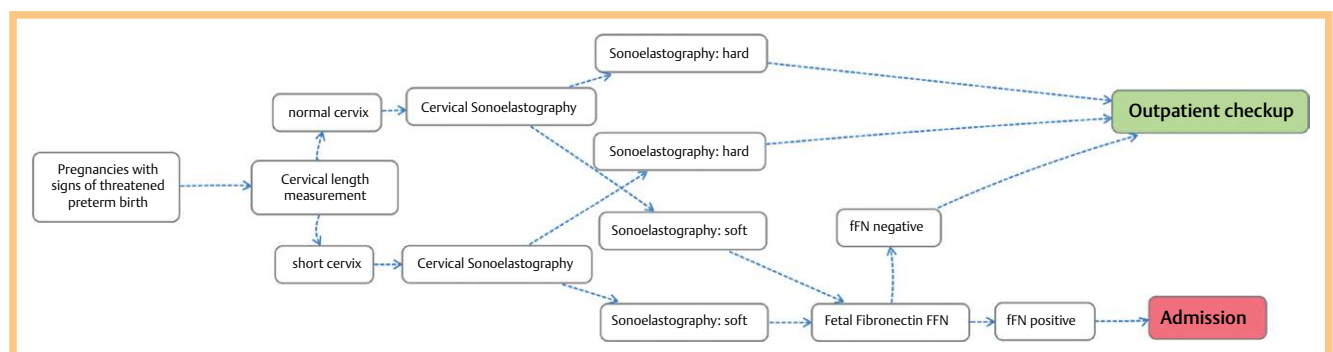 Pregnancies with
signs of threatened
preterm birth
Cervical length
measurement
normal cervix
short cervix
Cervical Sonoelastography
Cervical Sonoelastography
Sonoelastography: hard
Sonoelastography: hard
Sonoelastography: soft
Sonoelastography: soft
fFN negative
Fetal Fibronectin FFN
fFN positive
Outpatient checkup
Admission